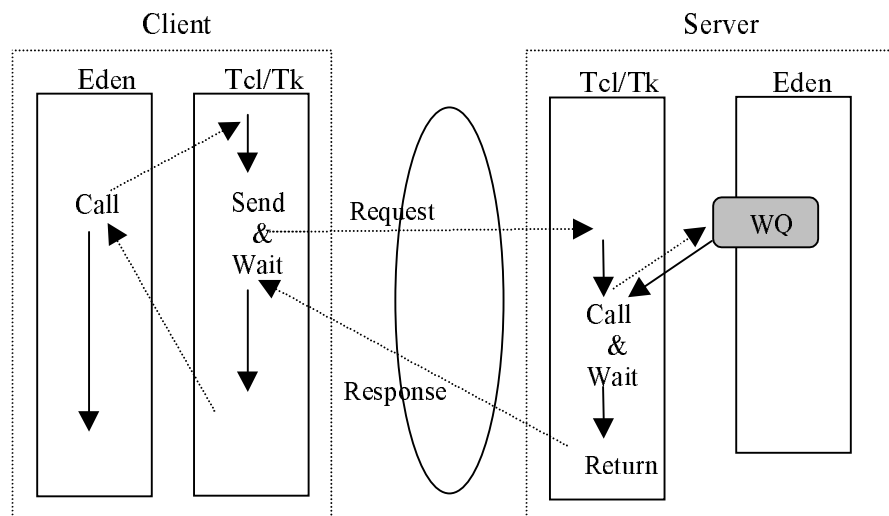 Client
Server
Eden
Tcl/Tk
Tcl/Tk
Eden
Call
Send
&
Wait
Request
WQ
Call
&
Wait
Response
Return